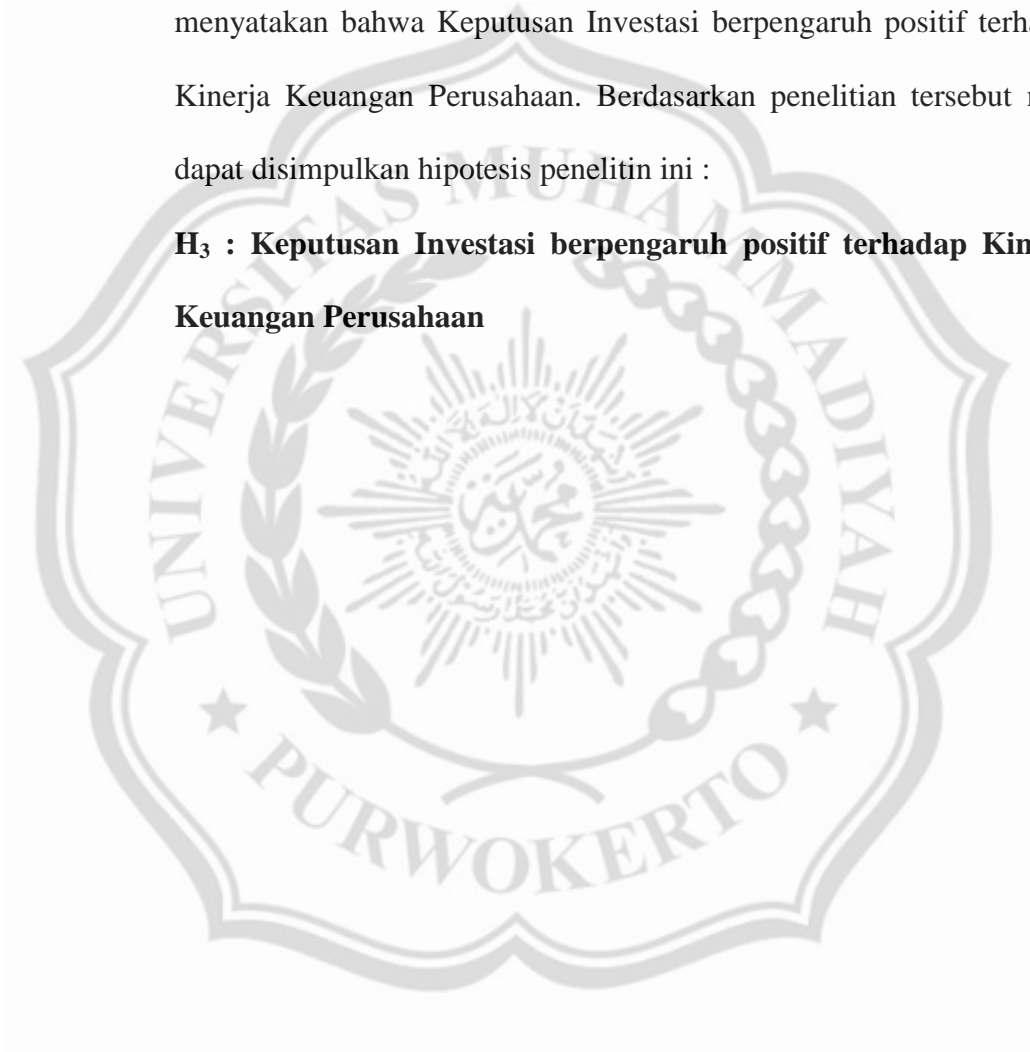 menyatakan bahwa Keputusan Investasi berpengaruh positif terha
Kinerja Keuangan Perusahaan. Berdasarkan penelitian tersebut
dapat disimpulkan hipotesis penelitin ini :
H₃ : Keputusan Investasi berpengaruh positif terhadap Kin
Keuangan Perusahaan
UNIVERSITAS MUHAMMADIYAH
PURWOKERTO